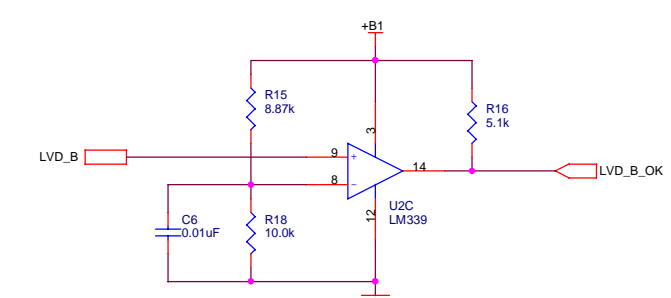 +B1
R15
8.87k
R16
5.1k
3
LVD_B
9
+
14
LVD_B_OK
8
-
U2C
LM339
12
C6
0.01uF
R18
10.0k